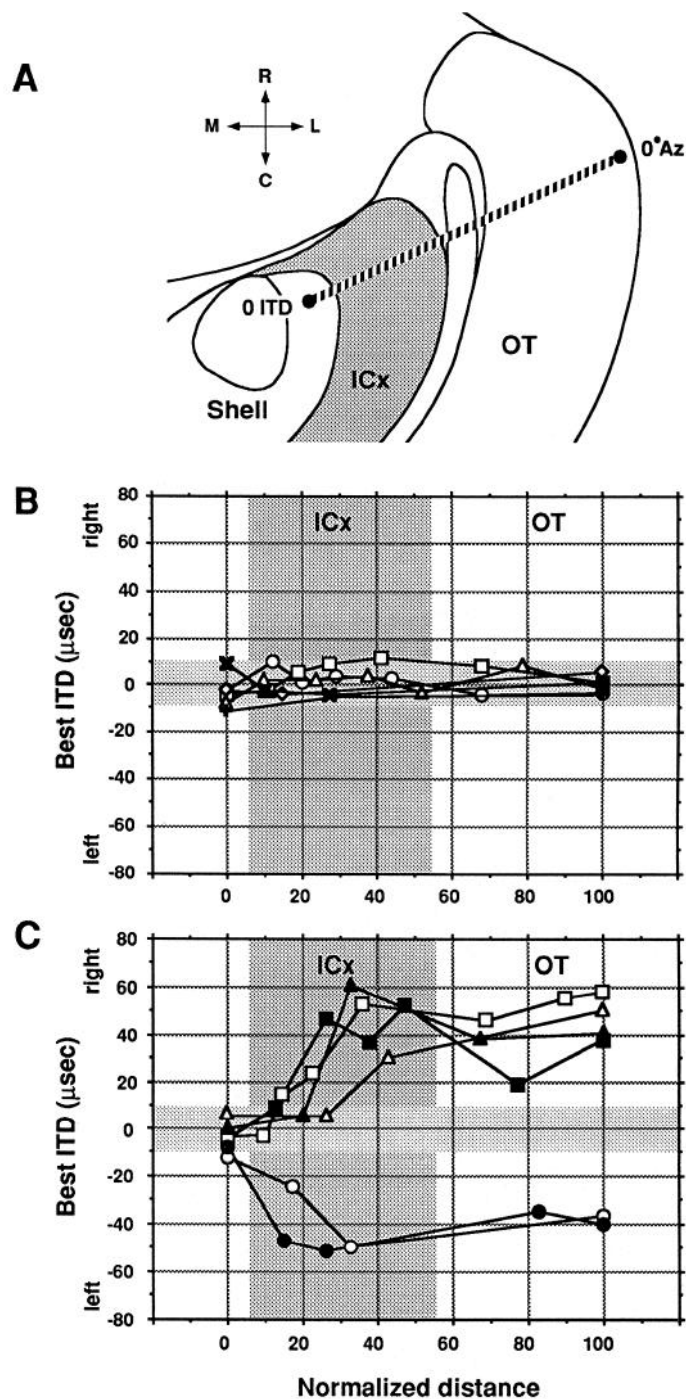 A
R
M L
C
0°Az
0 ITD
OT
ICx
Shell
B
80
ICx OT
right
60
40
20
10
0
-20
-40
-60
left
-80
0 20 40 60 80 100
Best ITD (μsec)
C
80
ICx OT
right
60
40
20
0
-20
-40
-60
left
-80
0 20 40 60 80 100
Best ITD (μsec)
Normalized distance